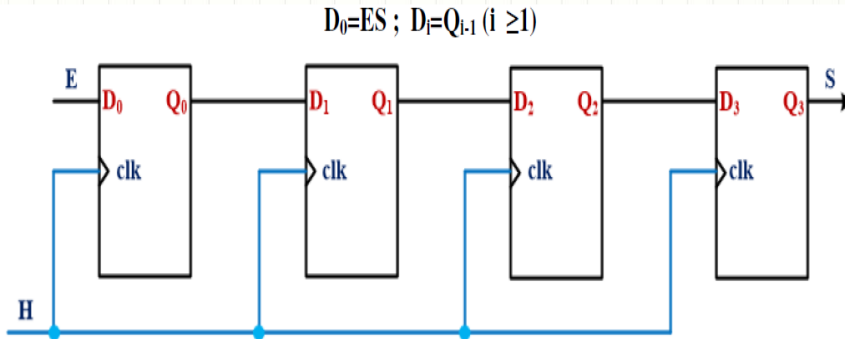 D₀=ES ; Dᵢ=Qᵢ₋₁ (i ≥1)
E D₀ Q₀ D₁ Q₁ D₂ Q₂ D₃ Q₃ S
clk clk clk clk
H